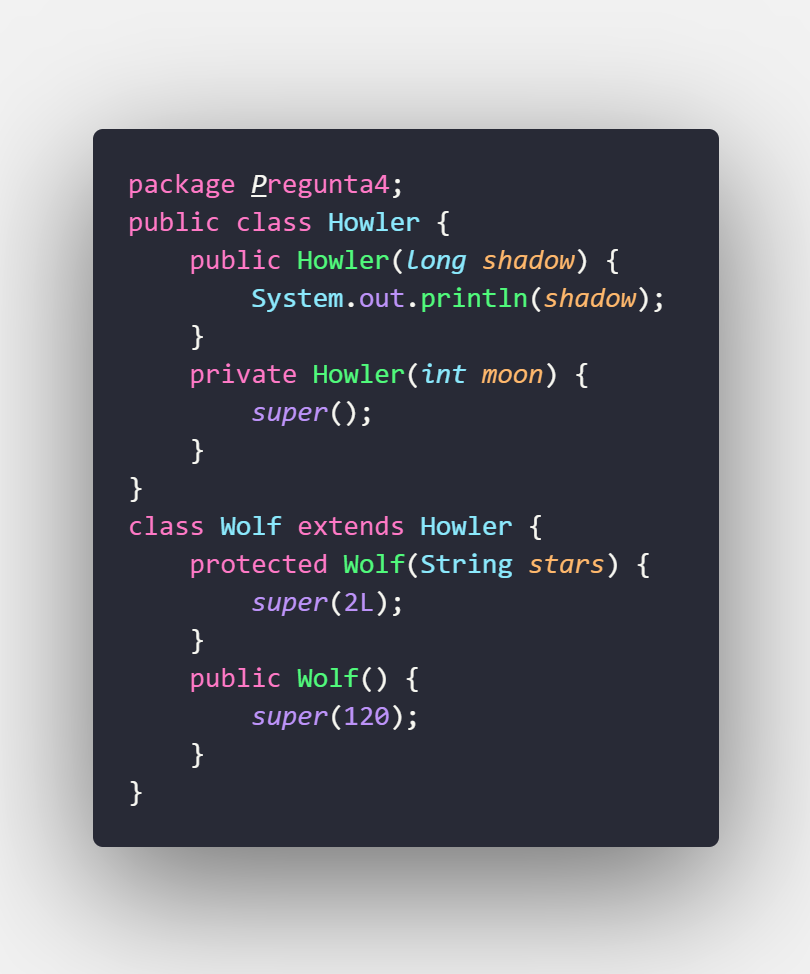 package Pregunta4;
public class Howler {
    public Howler(long shadow) {
        System.out.println(shadow);
    }
    private Howler(int moon) {
        super();
    }
}
class Wolf extends Howler {
    protected Wolf(String stars) {
        super(2L);
    }
    public Wolf() {
        super(120);
    }
}